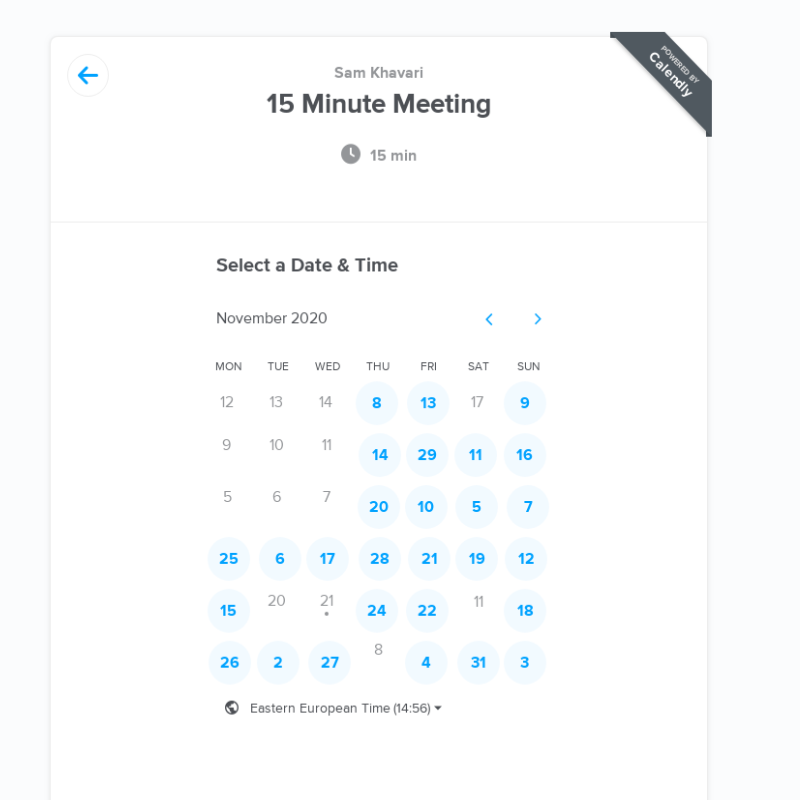 POWERED BY
Calendly
Sam Khavari
15 Minute Meeting
15 min
Select a Date & Time
November 2020
MON TUE WED THU FRI SAT SUN
12 13 14 8 13 17 9
9 10 11 14 29 11 16
5 6 7 20 10 5 7
25 6 17 28 21 19 12
15 20 21 24 22 11 18
26 2 27 8 4 31 3
Eastern European Time (14:56)